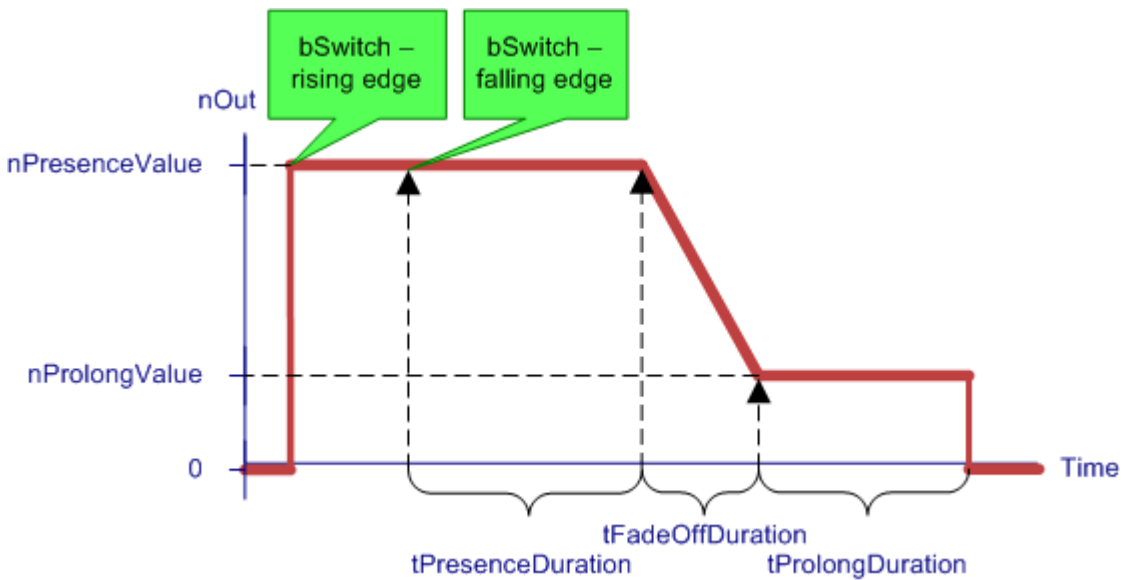 bSwitch –
rising edge
bSwitch –
falling edge
nOut
nPresenceValue
nProlongValue
0
Time
tFadeOffDuration
tPresenceDuration
tProlongDuration